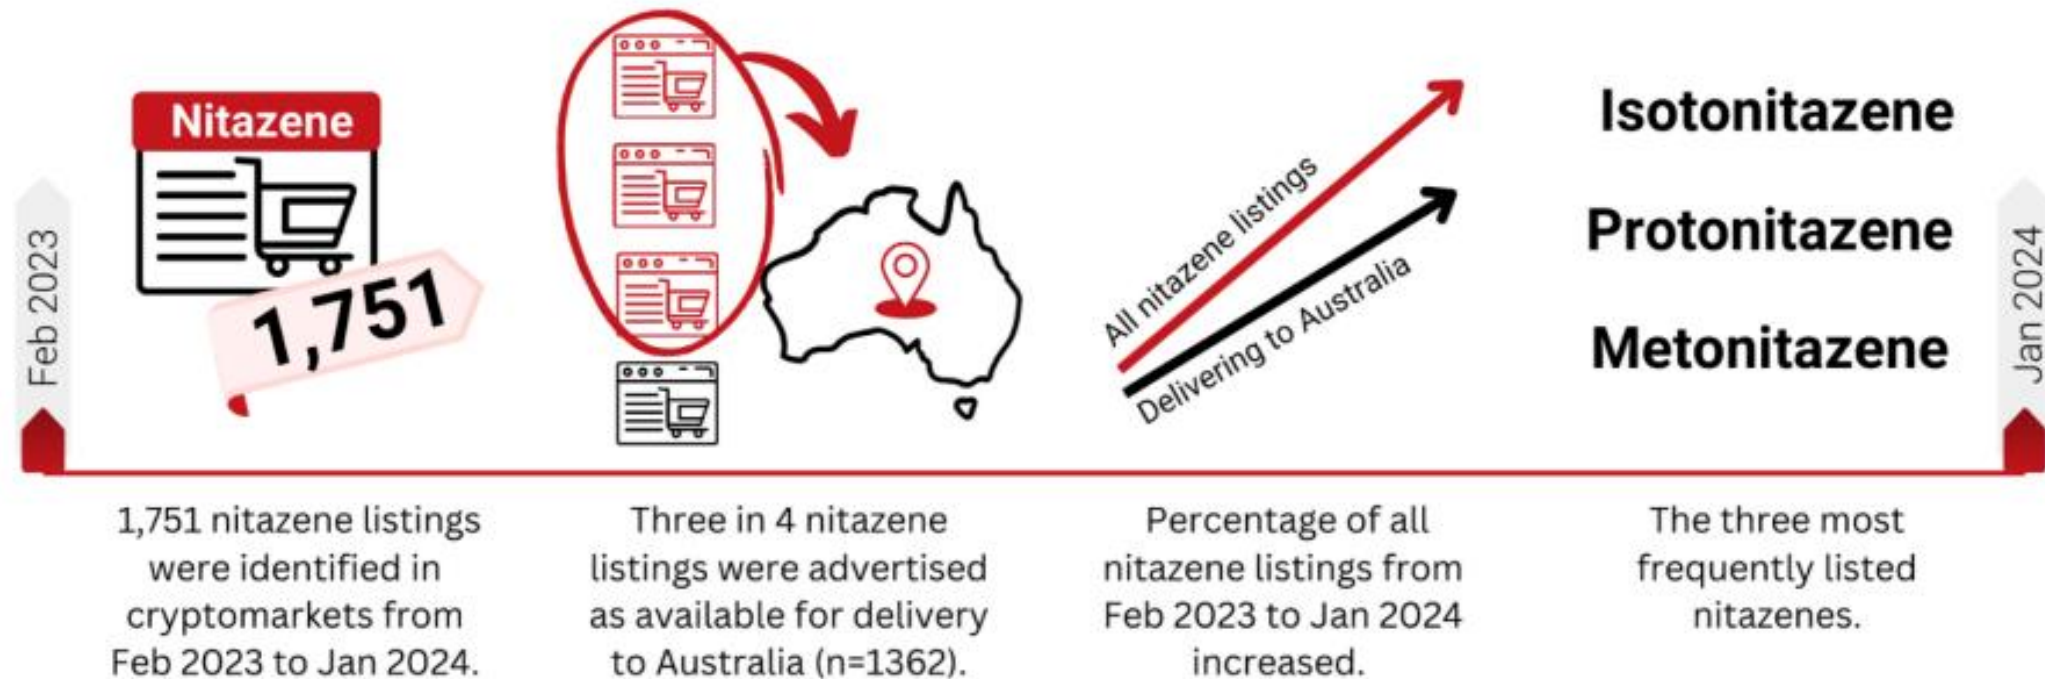 Feb 2023
Nitazene
1,751
All nitazene listings
Delivering to Australia
Isotonitazene
Protonitazene
Metonitazene
Jan 2024
1,751 nitazene listings
were identified in
cryptomarkets from
Feb 2023 to Jan 2024.
Three in 4 nitazene
listings were advertised
as available for delivery
to Australia (n=1362).
Percentage of all
nitazene listings from
Feb 2023 to Jan 2024
increased.
The three most
frequently listed
nitazenes.